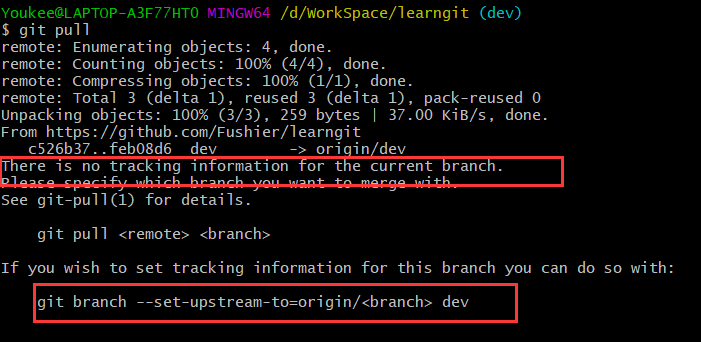 Youkee@LAPTOP-A3F77HT0 MINGW64 /d/WorkSpace/learngit (dev)
$ git pull
remote: Enumerating objects: 4, done.
remote: Counting objects: 100% (4/4), done.
remote: Compressing objects: 100% (1/1), done.
remote: Total 3 (delta 1), reused 3 (delta 1), pack-reused 0
Unpacking objects: 100% (3/3), 259 bytes | 37.00 KiB/s, done.
From https://github.com/Fushier/learngit
   c526b37..feb08d6  dev        -> origin/dev
There is no tracking information for the current branch.
Please specify which branch you want to merge with.
See git-pull(1) for details.
    git pull <remote> <branch>
If you wish to set tracking information for this branch you can do so with:
    git branch --set-upstream-to=origin/<branch> dev